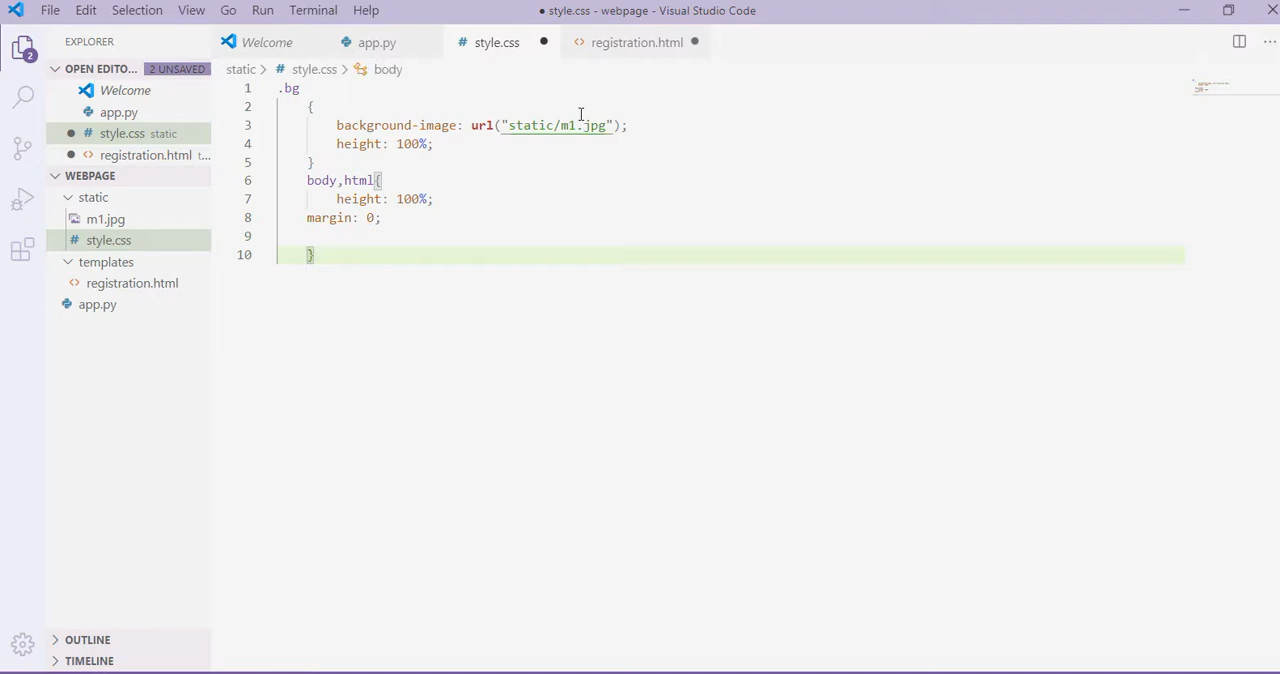 File Edit Selection View Go Run Terminal Help ● style.css - webpage - Visual Studio Code
EXPLORER Welcome app.py # style.css ● <> registration.html ●
OPEN EDITO... 2 UNSAVED static > # style.css > body
Welcome
app.py
● # style.css static
● <> registration.html t...
WEBPAGE
static
m1.jpg
# style.css
templates
<> registration.html
app.py
OUTLINE
TIMELINE
2
1 .bg
2 {
3 background-image: url("static/m1.jpg");
4 height: 100%;
5 }
6 body,html{
7 height: 100%;
8 margin: 0;
9
10 }